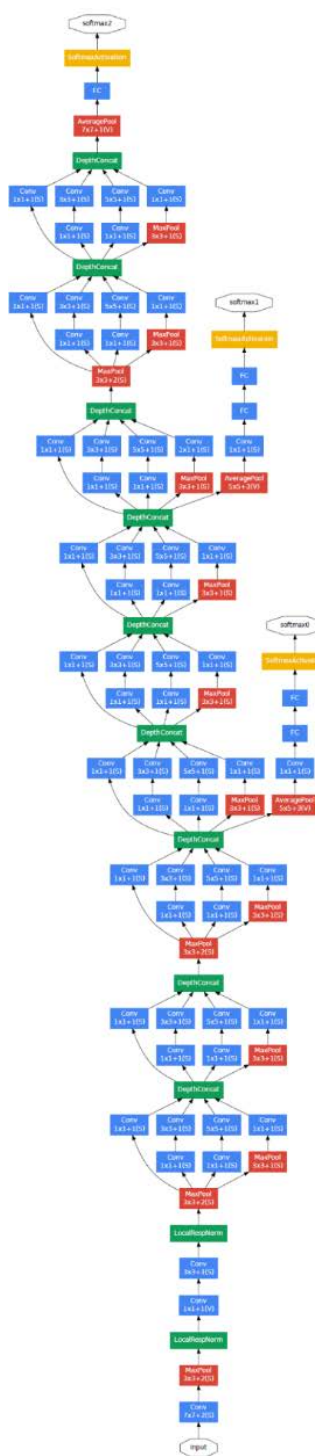 softmax2
SoftmaxActivation
FC
AveragePool
7x7+1(V)
DepthConcat
Conv Conv Conv Conv
1x1+1(S) 3x3+1(S) 5x5+1(S) 1x1+1(S)
Conv Conv MaxPool
1x1+1(S) 1x1+1(S) 3x3+1(S)
DepthConcat
Conv Conv Conv Conv
1x1+1(S) 3x3+1(S) 5x5+1(S) 1x1+1(S)
softmax1
Conv Conv MaxPool
1x1+1(S) 1x1+1(S) 3x3+1(S)
SoftmaxActivation
MaxPool
3x3+2(S)
FC
DepthConcat
FC
Conv Conv Conv Conv Conv
1x1+1(S) 3x3+1(S) 5x5+1(S) 1x1+1(S) 1x1+1(S)
Conv Conv MaxPool AveragePool
1x1+1(S) 1x1+1(S) 3x3+1(S) 5x5+3(V)
DepthConcat
Conv Conv Conv Conv
1x1+1(S) 3x3+1(S) 5x5+1(S) 1x1+1(S)
Conv Conv MaxPool
1x1+1(S) 1x1+1(S) 3x3+1(S)
DepthConcat
softmax0
Conv Conv Conv Conv
1x1+1(S) 3x3+1(S) 5x5+1(S) 1x1+1(S)
SoftmaxActivation
Conv Conv MaxPool
1x1+1(S) 1x1+1(S) 3x3+1(S)
FC
DepthConcat
FC
Conv Conv Conv Conv Conv
1x1+1(S) 3x3+1(S) 5x5+1(S) 1x1+1(S) 1x1+1(S)
Conv Conv MaxPool AveragePool
1x1+1(S) 1x1+1(S) 3x3+1(S) 5x5+3(V)
DepthConcat
Conv Conv Conv Conv
1x1+1(S) 3x3+1(S) 5x5+1(S) 1x1+1(S)
Conv Conv MaxPool
1x1+1(S) 1x1+1(S) 3x3+1(S)
MaxPool
3x3+2(S)
DepthConcat
Conv Conv Conv Conv
1x1+1(S) 3x3+1(S) 5x5+1(S) 1x1+1(S)
Conv Conv MaxPool
1x1+1(S) 1x1+1(S) 3x3+1(S)
DepthConcat
Conv Conv Conv Conv
1x1+1(S) 3x3+1(S) 5x5+1(S) 1x1+1(S)
Conv Conv MaxPool
1x1+1(S) 1x1+1(S) 3x3+1(S)
MaxPool
3x3+2(S)
LocalRespNorm
Conv
3x3+1(S)
Conv
1x1+1(V)
LocalRespNorm
MaxPool
3x3+2(S)
Conv
7x7+2(S)
input